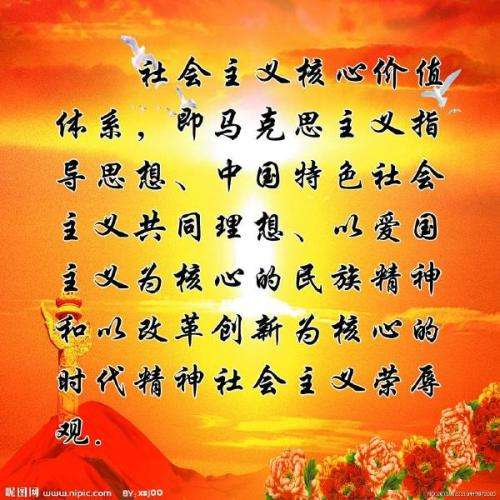 社会主义核心价值
体系，即马克思主义指
导思想、中国特色社会
主义共同理想、以爱国
主义为核心的民族精神
和以改革创新为核心的
时代精神社会主义荣辱
观.
昵图网
www.nipic.com BY:xsj00